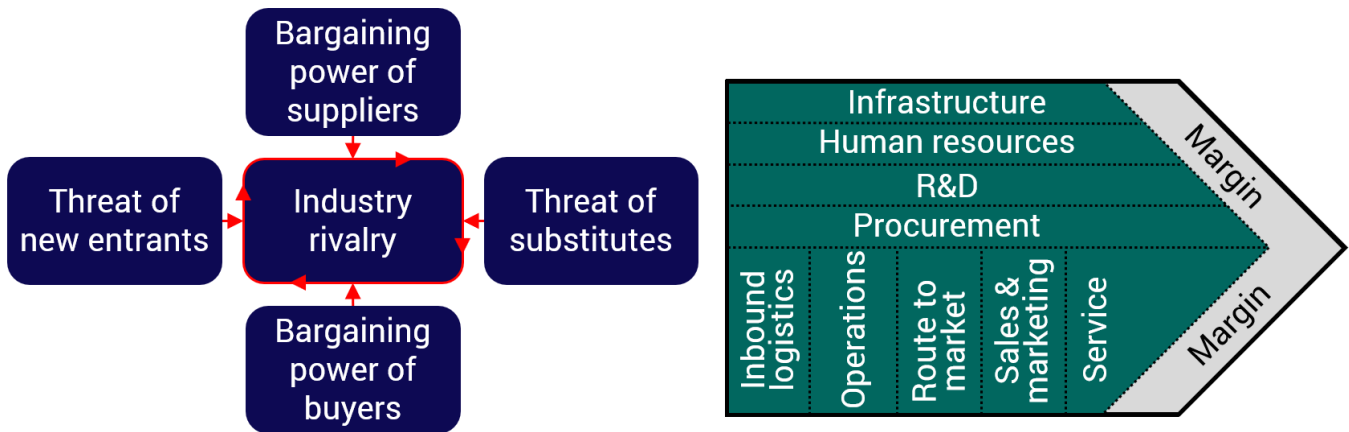 Bargaining
power of
suppliers
Threat of
new entrants
Industry
rivalry
Threat of
substitutes
Bargaining
power of
buyers
Infrastructure
Human resources
R&D
Procurement
Inbound
logistics
Operations
Route to
market
Sales &
marketing
Service
Margin
Margin